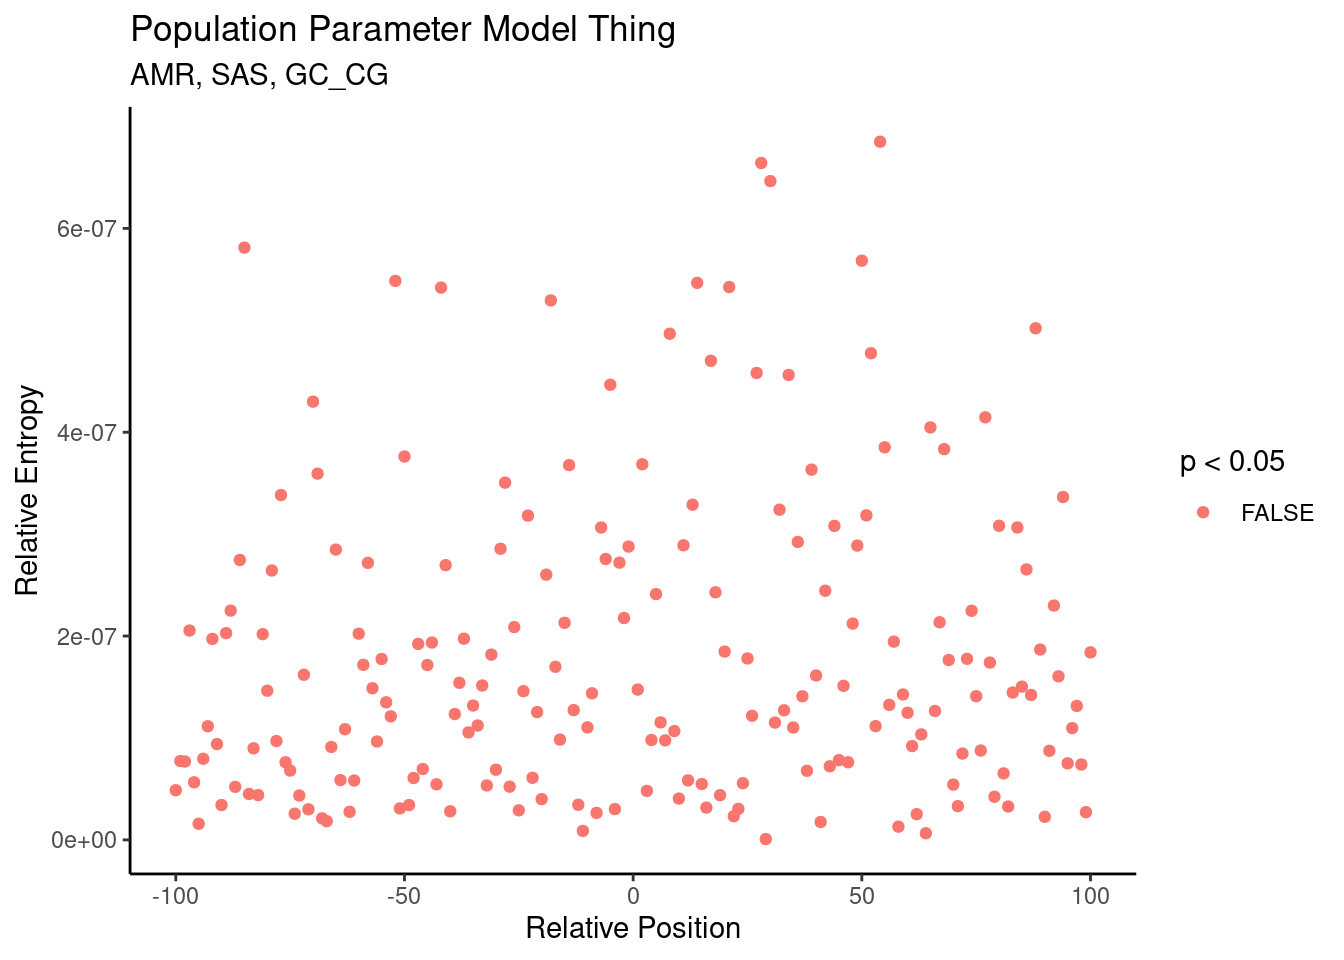 Population Parameter Model Thing
AMR, SAS, GC_CG
6e-07
4e-07
2e-07
0e+00
Relative Entropy
-100
-50
0
50
100
Relative Position
p < 0.05
FALSE